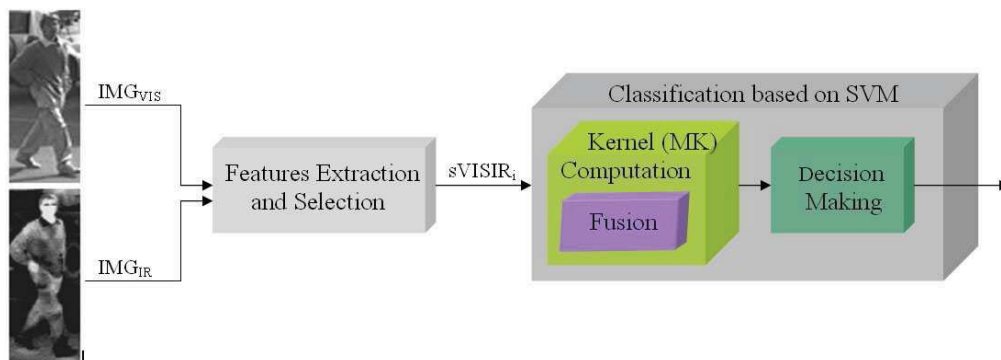 IMG_VIS
IMG_IR
Features Extraction
and Selection
sVISIR_i
Classification based on SVM
Kernel (MK)
Computation
Fusion
Decision
Making